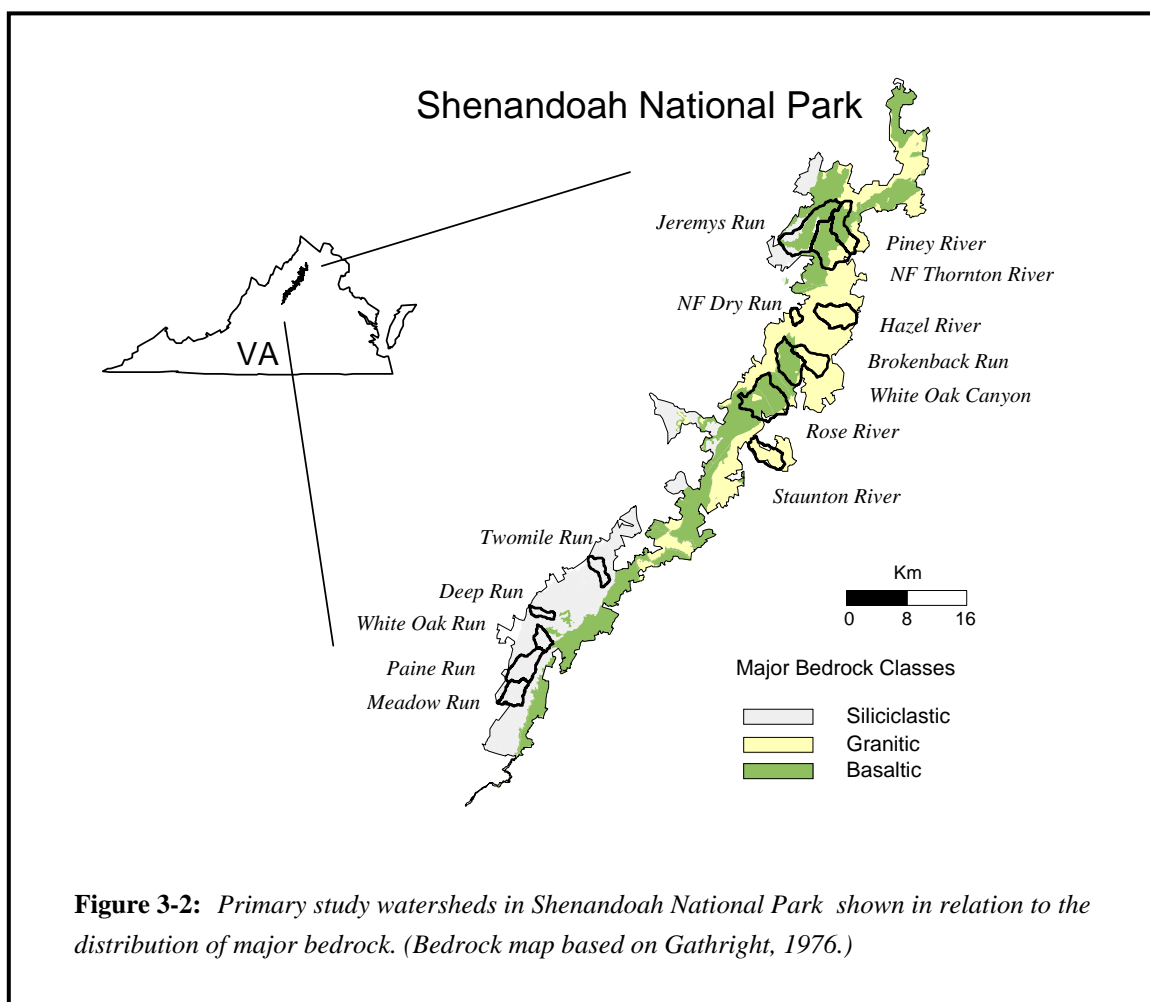 Shenandoah National Park
Jeremys Run
Piney River
NF Thornton River
NF Dry Run
Hazel River
Brokenback Run
VA
White Oak Canyon
Rose River
Staunton River
Twomile Run
Deep Run
White Oak Run
Paine Run
Meadow Run
Km
0 8 16
Major Bedrock Classes
Siliciclastic
Granitic
Basaltic
Figure 3-2: Primary study watersheds in Shenandoah National Park shown in relation to the
distribution of major bedrock. (Bedrock map based on Gathright, 1976.)